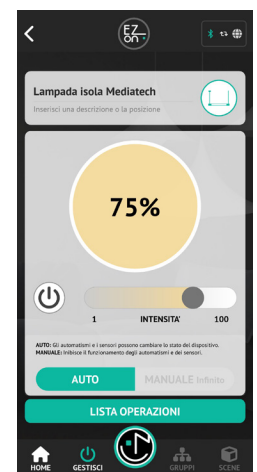 EZ
on
Lampada isola Mediatech
Inserisci una descrizione o la posizione
75%
1 INTENSITA' 100
AUTO: Gli automatismi e i sensori possono cambiare lo stato del dispositivo.
MANUALE: Inibisce il funzionamento degli automatismi e dei sensori.
AUTO MANUALE Infinito
LISTA OPERAZIONI
HOME GESTISCI GRUPPI SCENE